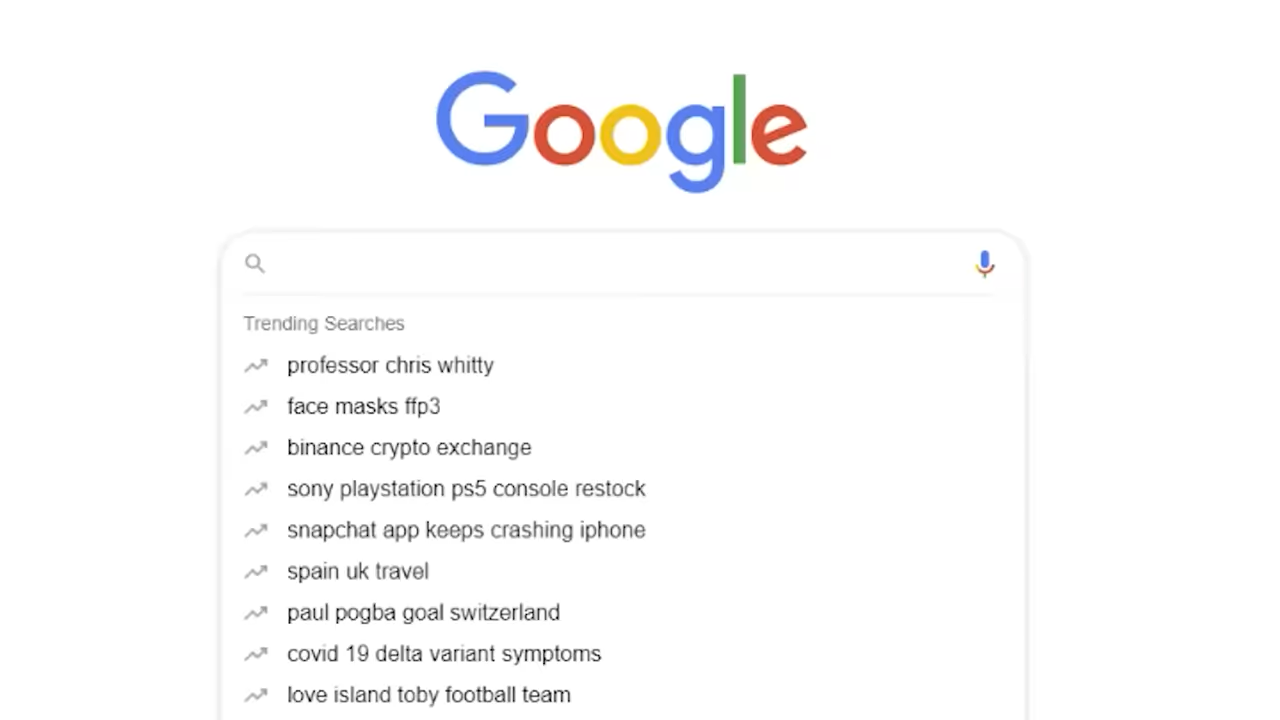 Google
Trending Searches
professor chris whitty
face masks ffp3
binance crypto exchange
sony playstation ps5 console restock
snapchat app keeps crashing iphone
spain uk travel
paul pogba goal switzerland
covid 19 delta variant symptoms
love island toby football team